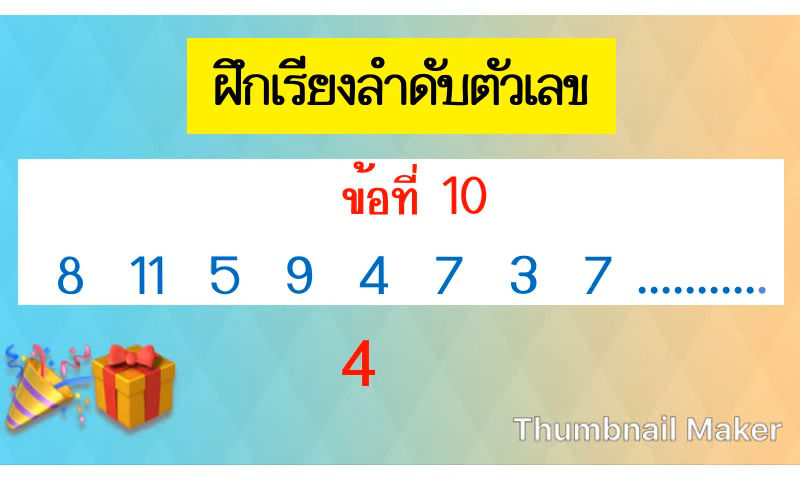 ฝึกเรียงลำดับตัวเลข
ข้อที่ 10
8 11 5 9 4 7 3 7 ...........
4
Thumbnail Maker